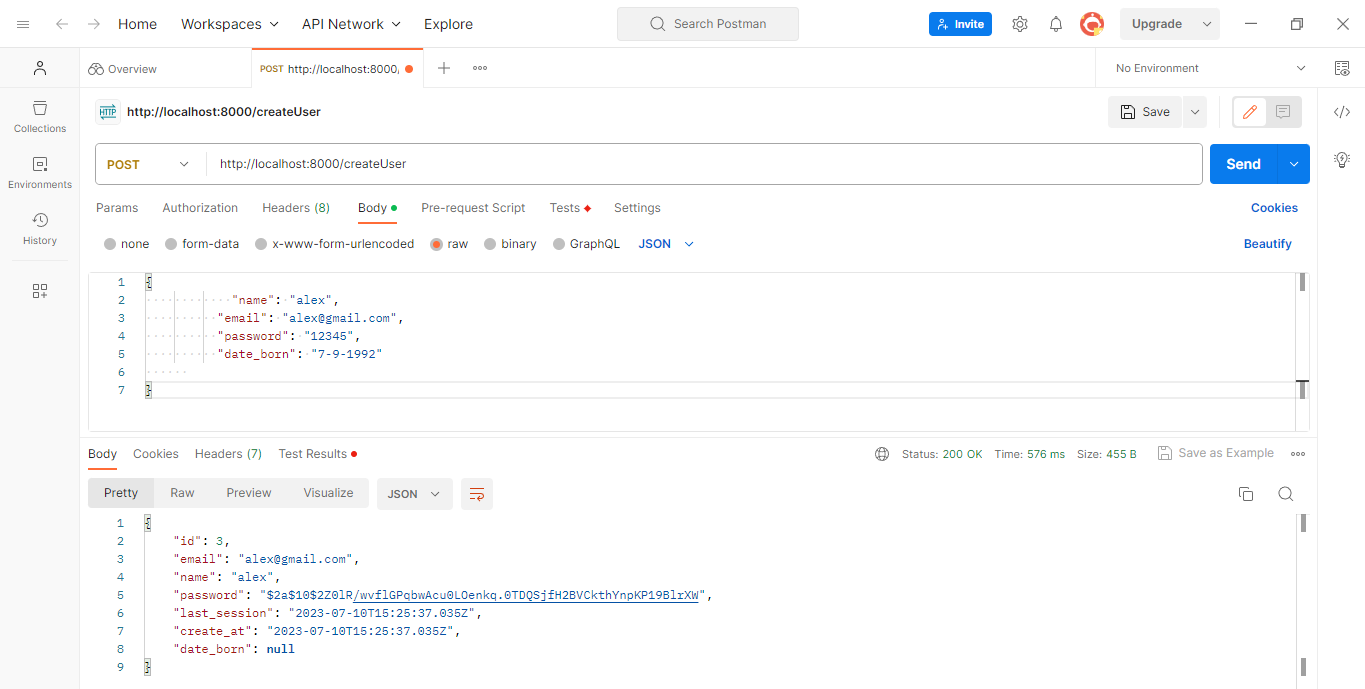 Home Workspaces API Network Explore Search Postman Invite Upgrade
Overview POST http://localhost:8000, No Environment
HTTP http://localhost:8000/createUser Save
Collections
POST http://localhost:8000/createUser Send
Environments
Params Authorization Headers (8) Body Pre-request Script Tests Settings Cookies
History
none form-data x-www-form-urlencoded raw binary GraphQL JSON Beautify
1 {
2 "name": "alex",
3 "email": "alex@gmail.com",
4 "password": "12345",
5 "date_born": "7-9-1992"
6
7 }
Body Cookies Headers (7) Test Results Status: 200 OK Time: 576 ms Size: 455 B Save as Example
Pretty Raw Preview Visualize JSON
1 {
2 "id": 3,
3 "email": "alex@gmail.com",
4 "name": "alex",
5 "password": "$2a$10$2Z0lR/wvflGPqbwAcu0LOenkq.0TDQSjfH2BVCkthYnpKP19BlrXW",
6 "last_session": "2023-07-10T15:25:37.035Z",
7 "create_at": "2023-07-10T15:25:37.035Z",
8 "date_born": null
9 }